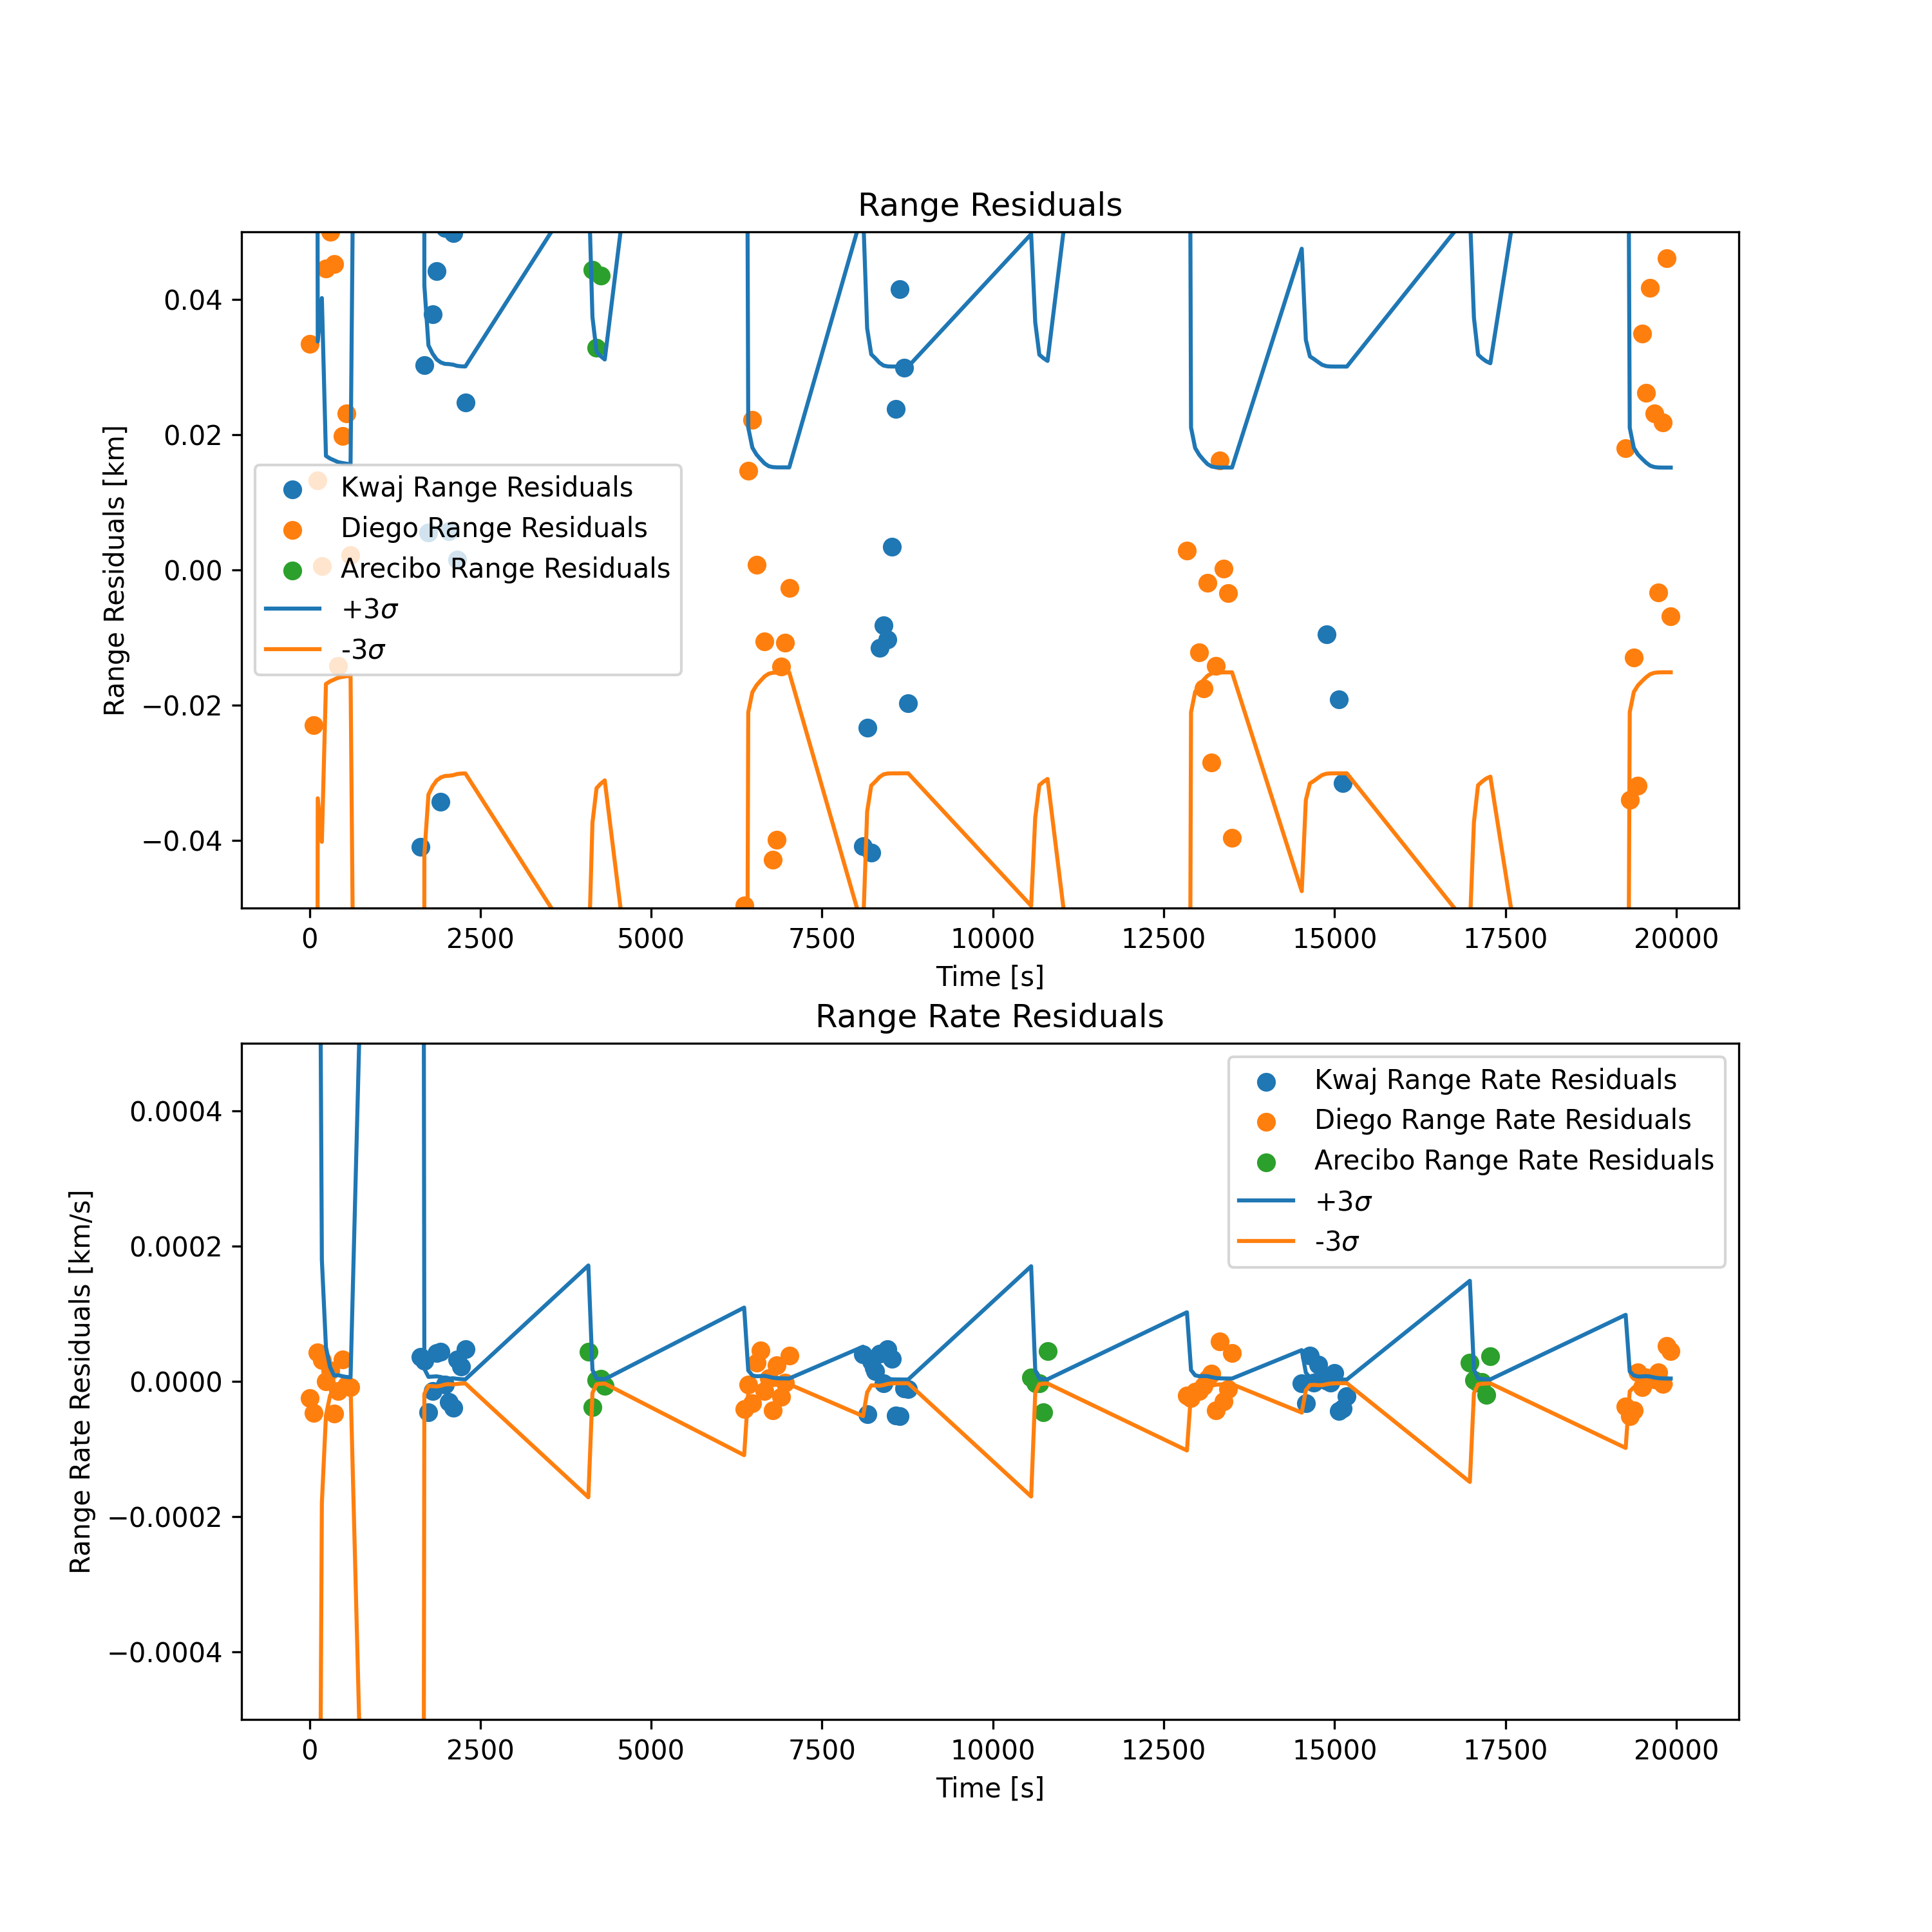 Range Residuals
Range Residuals [km]
0.04
0.02
0.00
−0.02
−0.04
Kwaj Range Residuals
Diego Range Residuals
Arecibo Range Residuals
+3σ
-3σ
0 2500 5000 7500 10000 12500 15000 17500 20000
Time [s]
Range Rate Residuals
Range Rate Residuals [km/s]
0.0004
0.0002
0.0000
−0.0002
−0.0004
Kwaj Range Rate Residuals
Diego Range Rate Residuals
Arecibo Range Rate Residuals
+3σ
-3σ
0 2500 5000 7500 10000 12500 15000 17500 20000
Time [s]